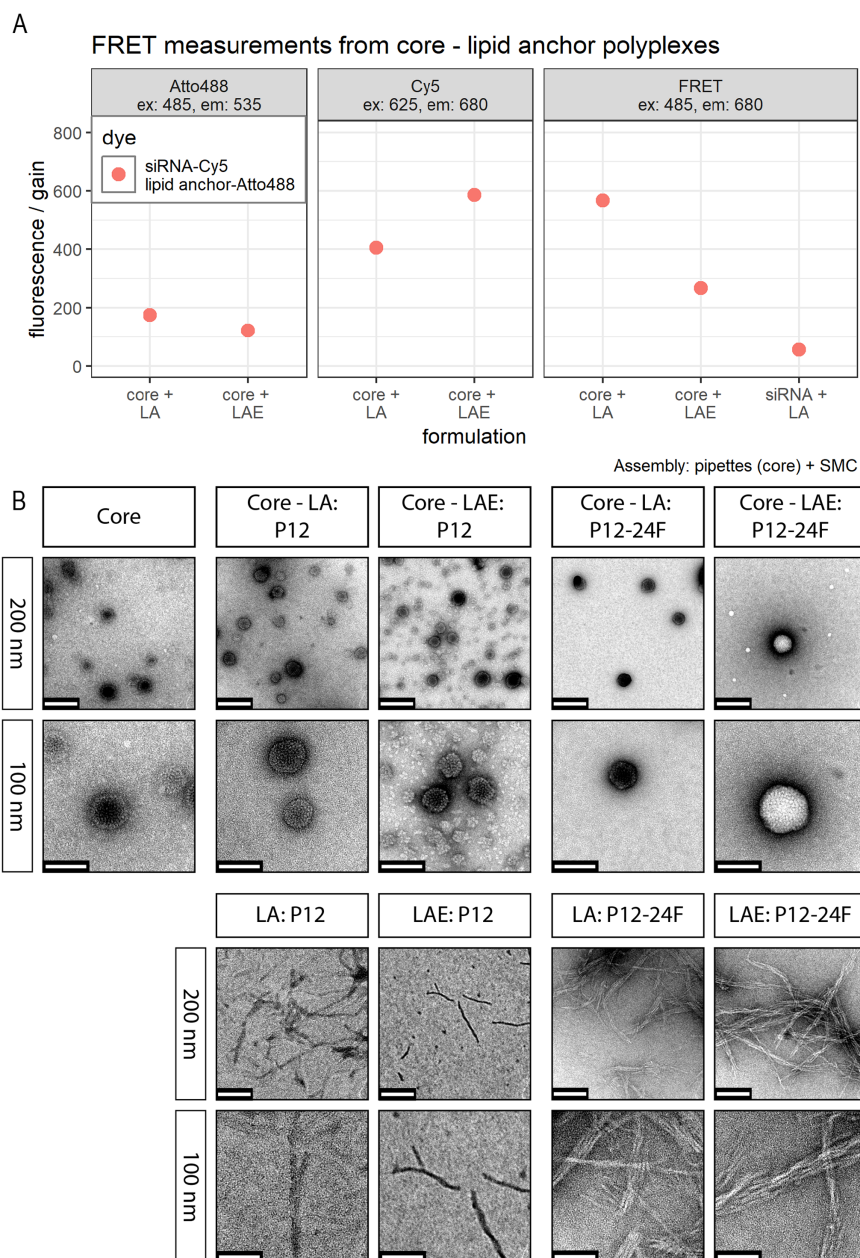 A
FRET measurements from core - lipid anchor polyplexes
Atto488
ex: 485, em: 535
Cy5
ex: 625, em: 680
FRET
ex: 485, em: 680
dye
siRNA-Cy5
lipid anchor-Atto488
fluorescence / gain
800
600
400
200
0
core +
LA
core +
LAE
core +
LA
core +
LAE
core +
LA
core +
LAE
siRNA +
LA
formulation
Assembly: pipettes (core) + SMC
B
Core
Core - LA:
P12
Core - LAE:
P12
Core - LA:
P12-24F
Core - LAE:
P12-24F
200 nm
100 nm
LA: P12
LAE: P12
LA: P12-24F
LAE: P12-24F
200 nm
100 nm